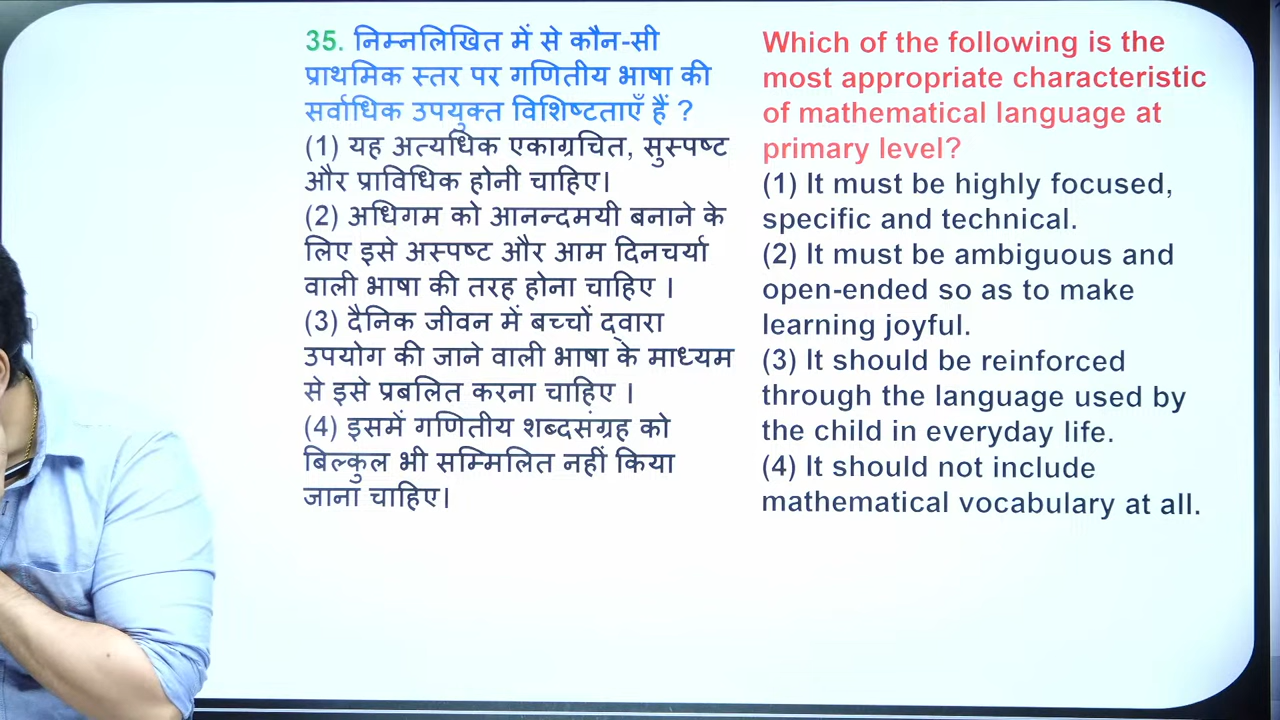 35. निम्नलिखित में से कौन-सी
प्राथमिक स्तर पर गणितीय भाषा की
सर्वाधिक उपयुक्त विशिष्टताएँ हैं ?
(1) यह अत्यधिक एकाग्रचित, सुस्पष्ट
और प्राविधिक होनी चाहिए।
(2) अधिगम को आनन्दमयी बनाने के
लिए इसे अस्पष्ट और आम दिनचर्या
वाली भाषा की तरह होना चाहिए ।
(3) दैनिक जीवन में बच्चों द्वारा
उपयोग की जाने वाली भाषा के माध्यम
से इसे प्रबलित करना चाहिए ।
(4) इसमें गणितीय शब्दसंग्रह को
बिल्कुल भी सम्मिलित नहीं किया
जाना चाहिए।
Which of the following is the
most appropriate characteristic
of mathematical language at
primary level?
(1) It must be highly focused,
specific and technical.
(2) It must be ambiguous and
open-ended so as to make
learning joyful.
(3) It should be reinforced
through the language used by
the child in everyday life.
(4) It should not include
mathematical vocabulary at all.